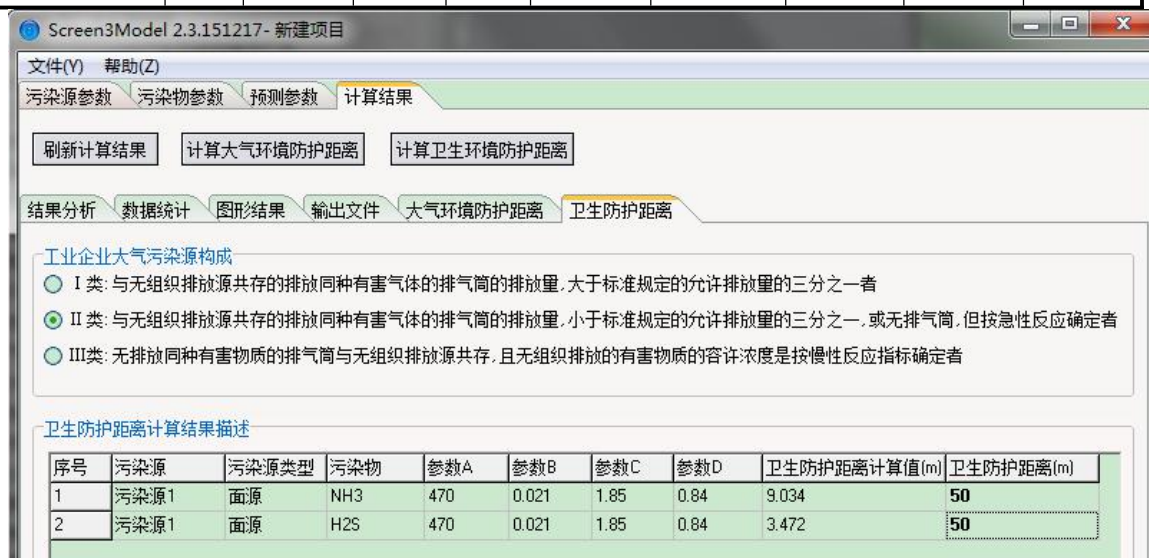 Screen3Model 2.3.151217- 新建项目
文件(Y) 帮助(Z)
污染源参数 污染物参数 预测参数 计算结果
刷新计算结果 计算大气环境防护距离 计算卫生环境防护距离
结果分析 数据统计 图形结果 输出文件 大气环境防护距离 卫生防护距离
工业企业大气污染源构成
I 类: 与无组织排放源共存的排放同种有害气体的排气筒的排放量,大于标准规定的允许排放量的三分之一者
II 类: 与无组织排放源共存的排放同种有害气体的排气筒的排放量,小于标准规定的允许排放量的三分之一,或无排气筒,但按急性反应确定者
III类: 无排放同种有害物质的排气筒与无组织排放源共存,且无组织排放的有害物质的容许浓度是按慢性反应指标确定者
卫生防护距离计算结果描述
序号 污染源 污染源类型 污染物 参数A 参数B 参数C 参数D 卫生防护距离计算值(m) 卫生防护距离(m)
1 污染源1 面源 NH3 470 0.021 1.85 0.84 9.034 50
2 污染源1 面源 H2S 470 0.021 1.85 0.84 3.472 50